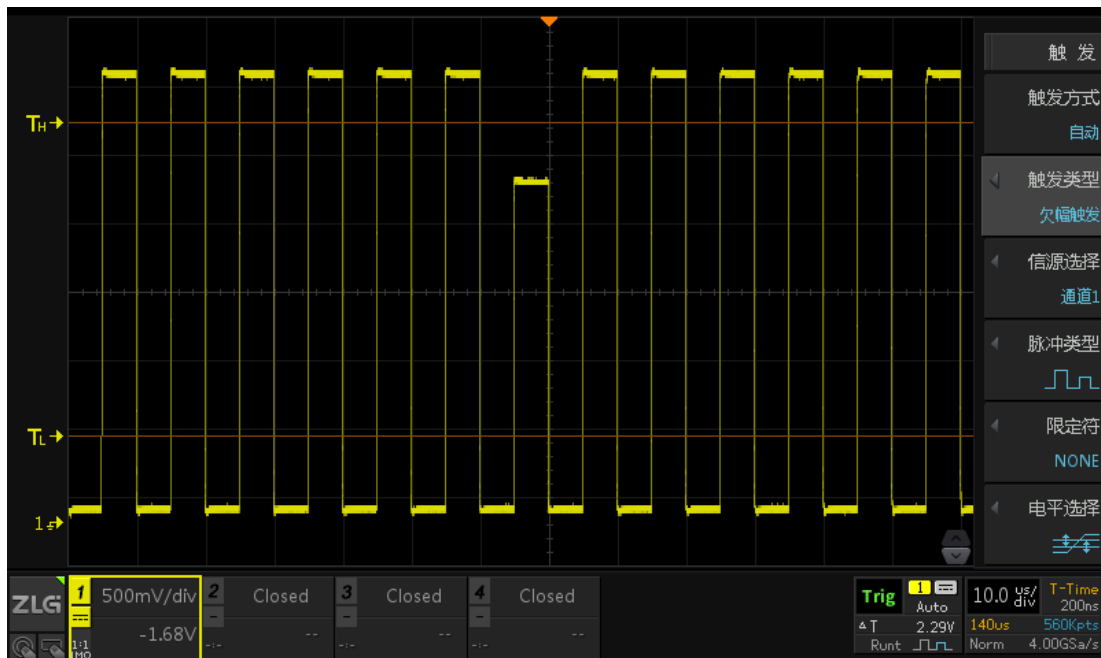 触 发
触发方式
自动
触发类型
欠幅触发
信源选择
通道1
脉冲类型
限定符
NONE
电平选择
TH
TL
1
ZLG
1 500mV/div
-1.68V
1:1
1MΩ
2 Closed
--
-:-
3 Closed
--
-:-
4 Closed
--
-:-
Trig 1 Auto
ΔT 2.29V
Runt
10.0 us/div
T-Time
200ns
140us 560Kpts
Norm 4.00GSa/s